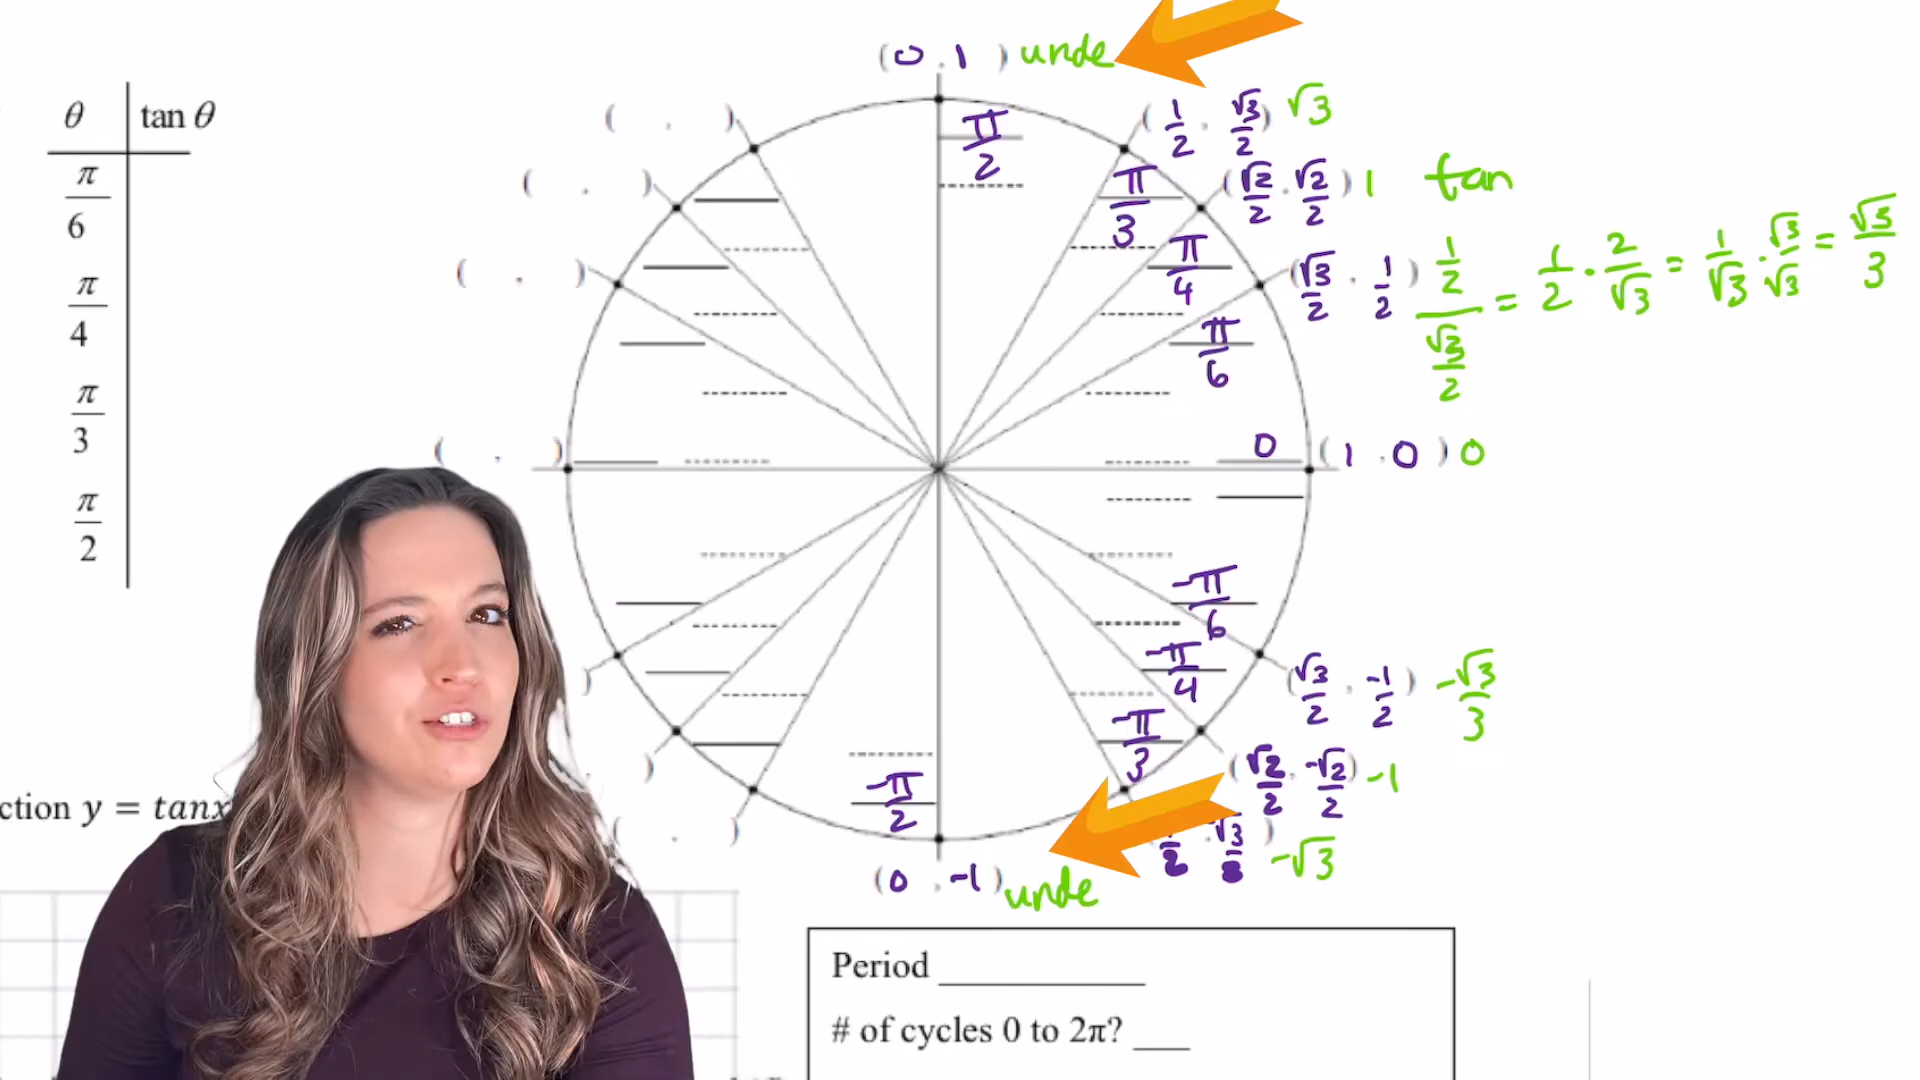 (0, 1) unde
θ tan θ
π/6
π/4
π/3
π/2
( , )
( , )
( , )
( , )
π/2
π/3
(1/2, √3/2) √3
π/4
(√2/2, √2/2) 1
tan
π/6
(√3/2, 1/2) (1/2)/(√3/2) = 1/2 · 2/√3 = 1/√3 · √3/√3 = √3/3
0 (1, 0) 0
-π/6
(√3/2, -1/2) -√3/3
-π/4
(√2/2, -√2/2) -1
-π/3
-√3
-π/2
(0, -1) unde
ction y = tanx
Period ____________
# of cycles 0 to 2π? ___